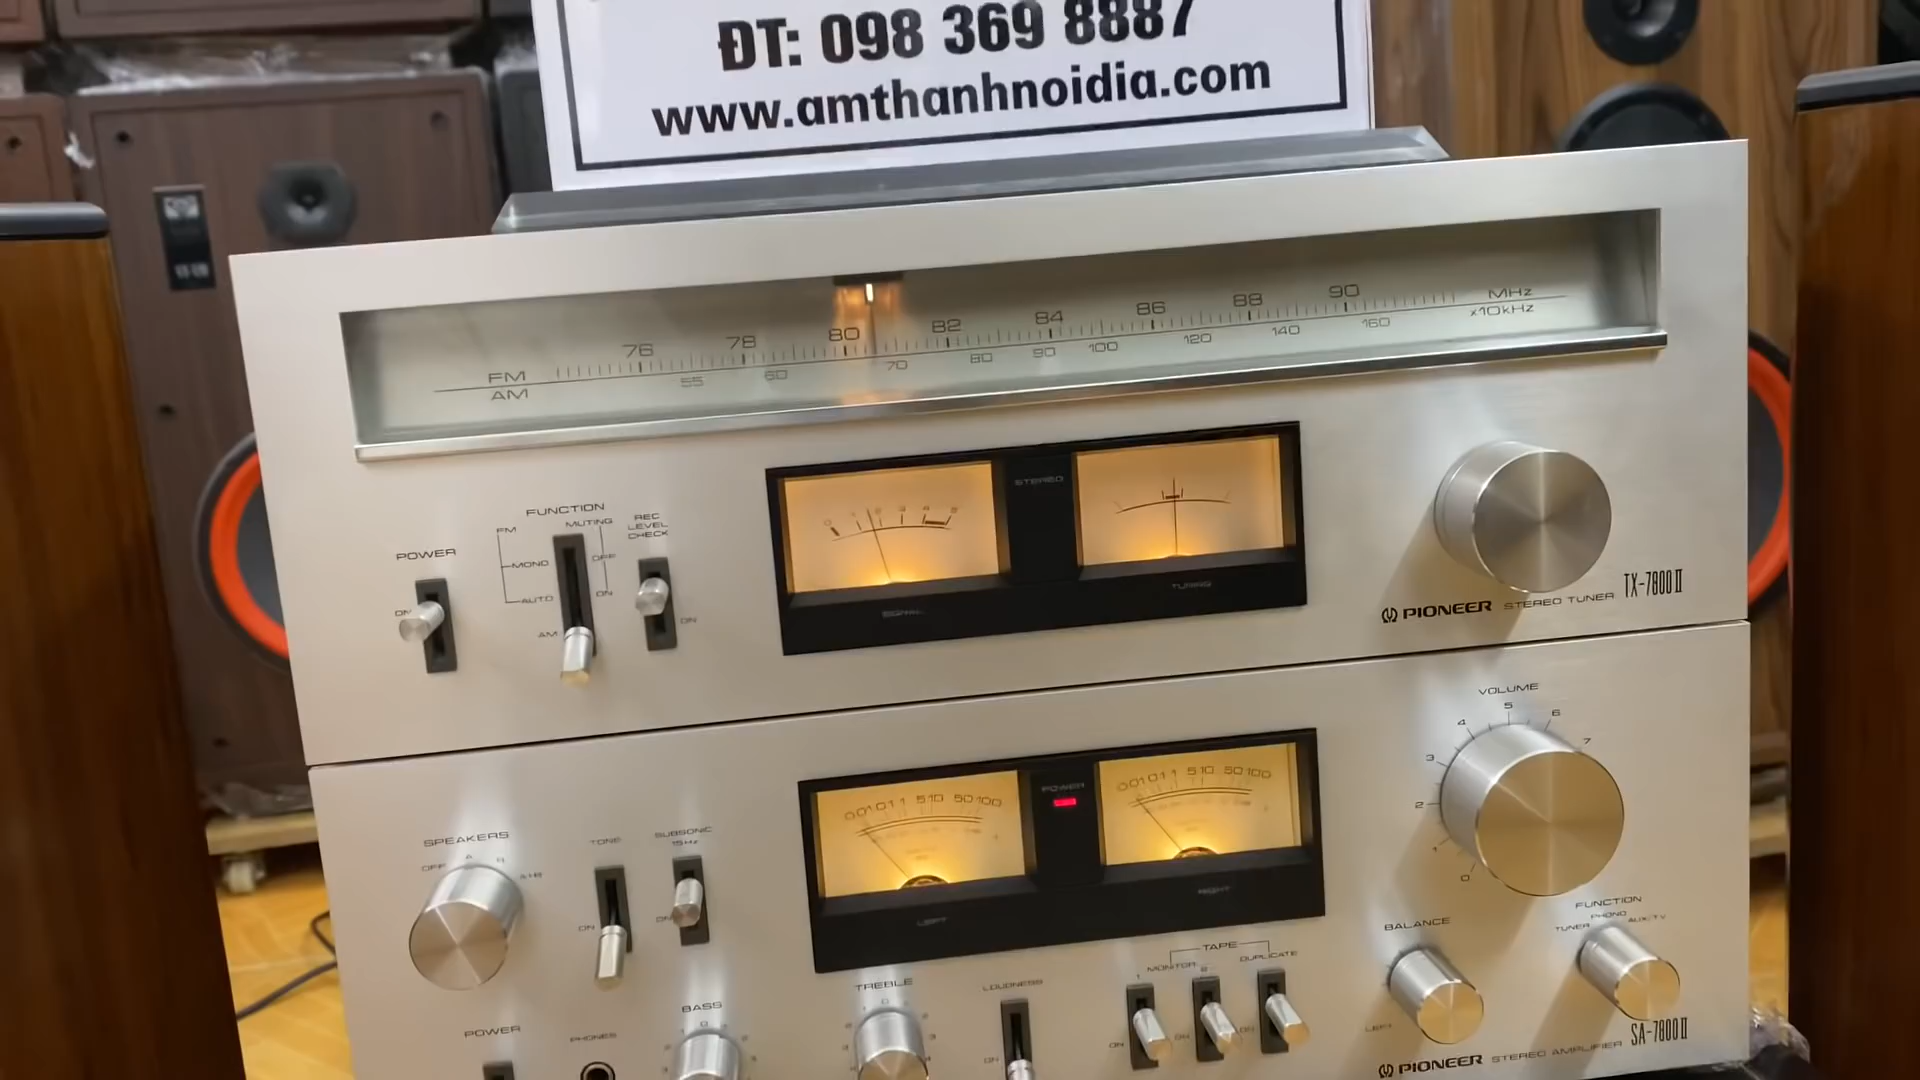 ĐT: 098 369 8887
www.amthanhnoidia.com
76 78 80 82 84 86 88 90 MHz
FM
AM
55 60 70 80 90 100 120 140 160 x10kHz
FUNCTION
FM MUTING
REC LEVEL CHECK
POWER
MONO OFF
ON AUTO ON
AM
ON
0 1 2 3 4 5
STEREO
SIGNAL
TUNING
PIONEER STEREO TUNER TX-7800II
VOLUME
0 1 2 3 4 5 6 7
SPEAKERS
OFF A B A+B
TONE
ON
SUBSONIC
15Hz
ON
POWER
LEFT
RIGHT
BALANCE
LEFT
FUNCTION
TUNER PHONO AUX/TV
TAPE
MONITOR DUPLICATE
ON
POWER
PHONES
BASS
TREBLE
LOUDNESS
ON
PIONEER STEREO AMPLIFIER SA-7800II